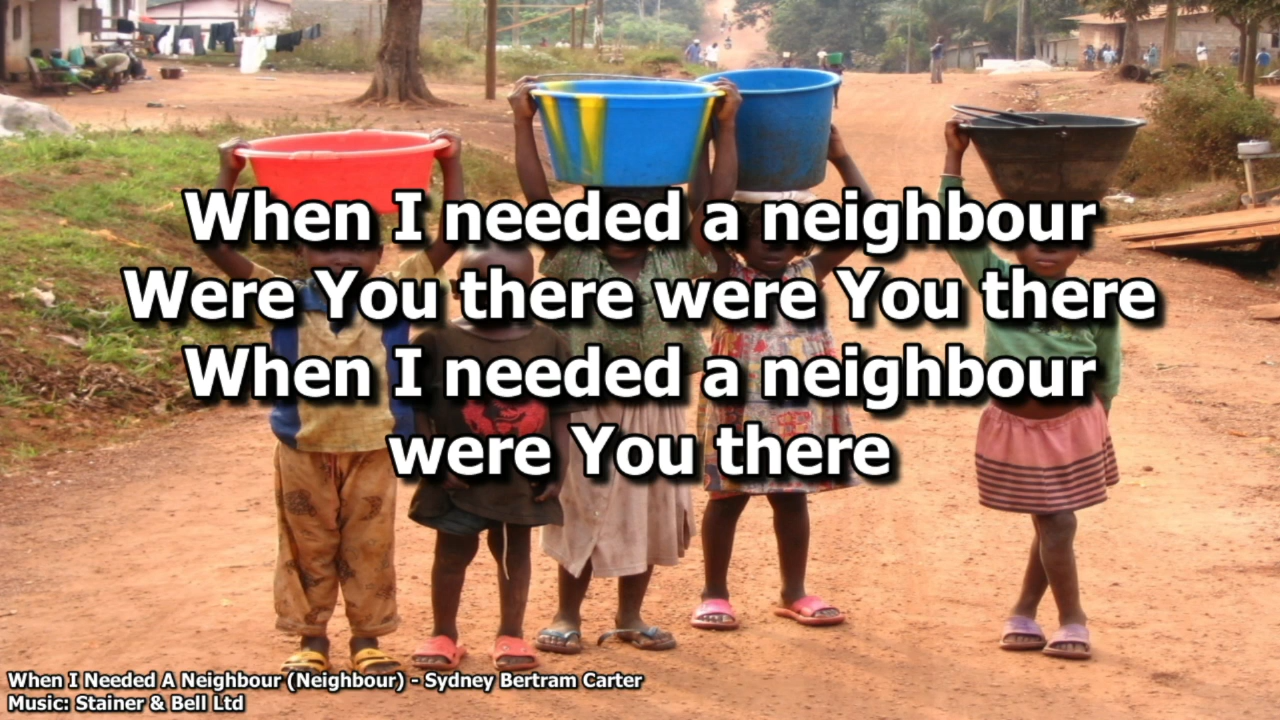 When I needed a neighbour
Were You there were You there
When I needed a neighbour
were You there
When I Needed A Neighbour (Neighbour) - Sydney Bertram Carter
Music: Stainer & Bell Ltd